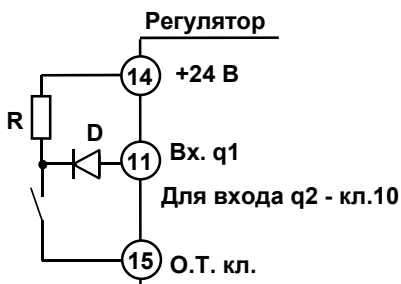 Регулятор
14 +24 В
R
D
11 Вх. q1
Для входа q2 - кл.10
15 О.Т. кл.